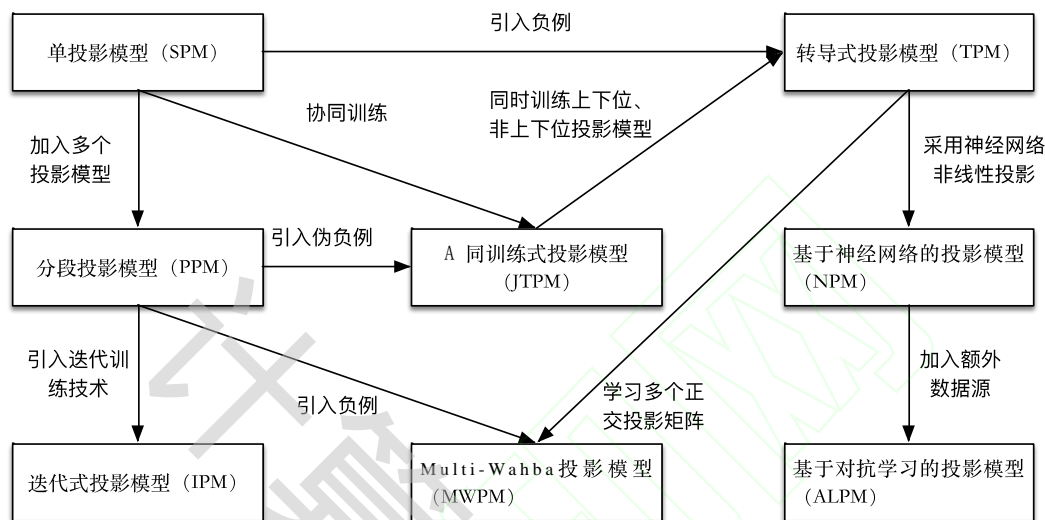 引入负例
单投影模型（SPM）
转导式投影模型（TPM）
协同训练
同时训练上下位、
非上下位投影模型
加入多个
投影模型
采用神经网络
非线性投影
引入伪负例
分段投影模型（PPM）
A 同训练式投影模型
（JTPM）
基于神经网络的投影模型
（NPM）
引入迭代训
练技术
引入负例
学习多个正
交投影矩阵
加入额外
数据源
迭代式投影模型（IPM）
Multi-Wahba投影模型
（MWPM）
基于对抗学习的投影模型
（ALPM）
计算